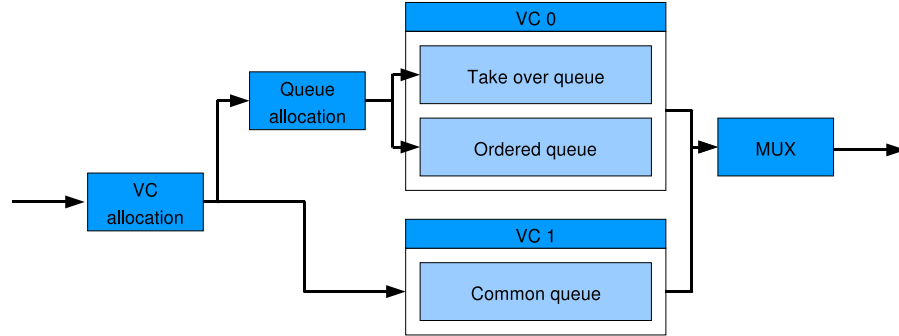 VC 0
Take over queue
Queue
allocation
Ordered queue
MUX
VC
allocation
VC 1
Common queue